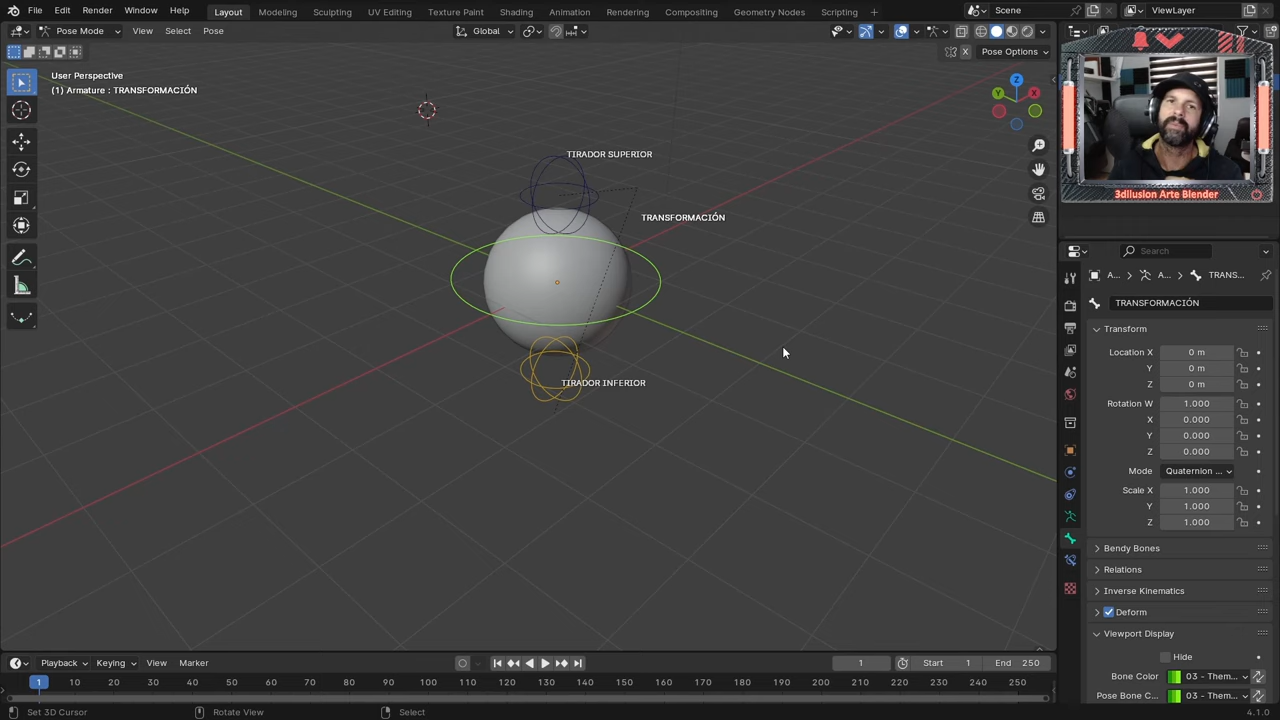 File Edit Render Window Help
Layout Modeling Sculpting UV Editing Texture Paint Shading Animation Rendering Compositing Geometry Nodes Scripting +
Scene
ViewLayer
Pose Mode View Select Pose
Global
Pose Options
X
User Perspective
(1) Armature : TRANSFORMACIÓN
Z
Y
X
TIRADOR SUPERIOR
TRANSFORMACIÓN
TIRADOR INFERIOR
3dIlusion Arte Blender
Search
A... A... TRANS...
TRANSFORMACIÓN
Transform
Location X 0 m
Y 0 m
Z 0 m
Rotation W 1.000
X 0.000
Y 0.000
Z 0.000
Mode Quaternion ...
Scale X 1.000
Y 1.000
Z 1.000
Bendy Bones
Relations
Inverse Kinematics
Deform
Viewport Display
Hide
Bone Color 03 - Them...
Pose Bone C... 03 - Them...
Playback Keying View Marker
1 Start 1 End 250
1 10 20 30 40 50 60 70 80 90 100 110 120 130 140 150 160 170 180 190 200 210 220 230 240 250
Set 3D Cursor Rotate View Select
4.1.0